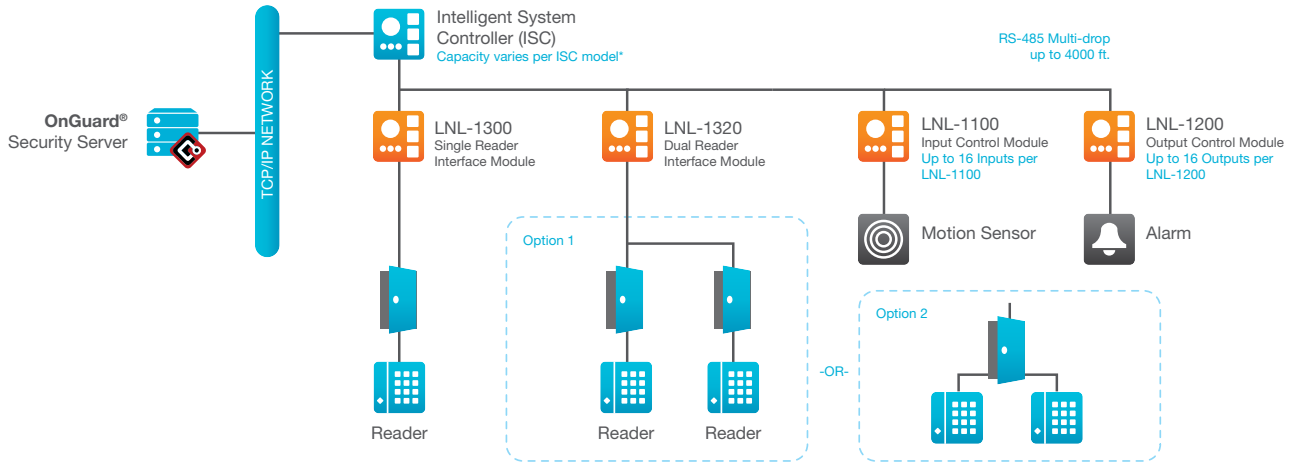 Intelligent System
Controller (ISC)
Capacity varies per ISC model*
RS-485 Multi-drop
up to 4000 ft.
OnGuard®
Security Server
TCP/IP NETWORK
LNL-1300
Single Reader
Interface Module
LNL-1320
Dual Reader
Interface Module
LNL-1100
Input Control Module
Up to 16 Inputs per
LNL-1100
LNL-1200
Output Control Module
Up to 16 Outputs per
LNL-1200
Motion Sensor
Alarm
Option 1
Option 2
-OR-
Reader
Reader
Reader